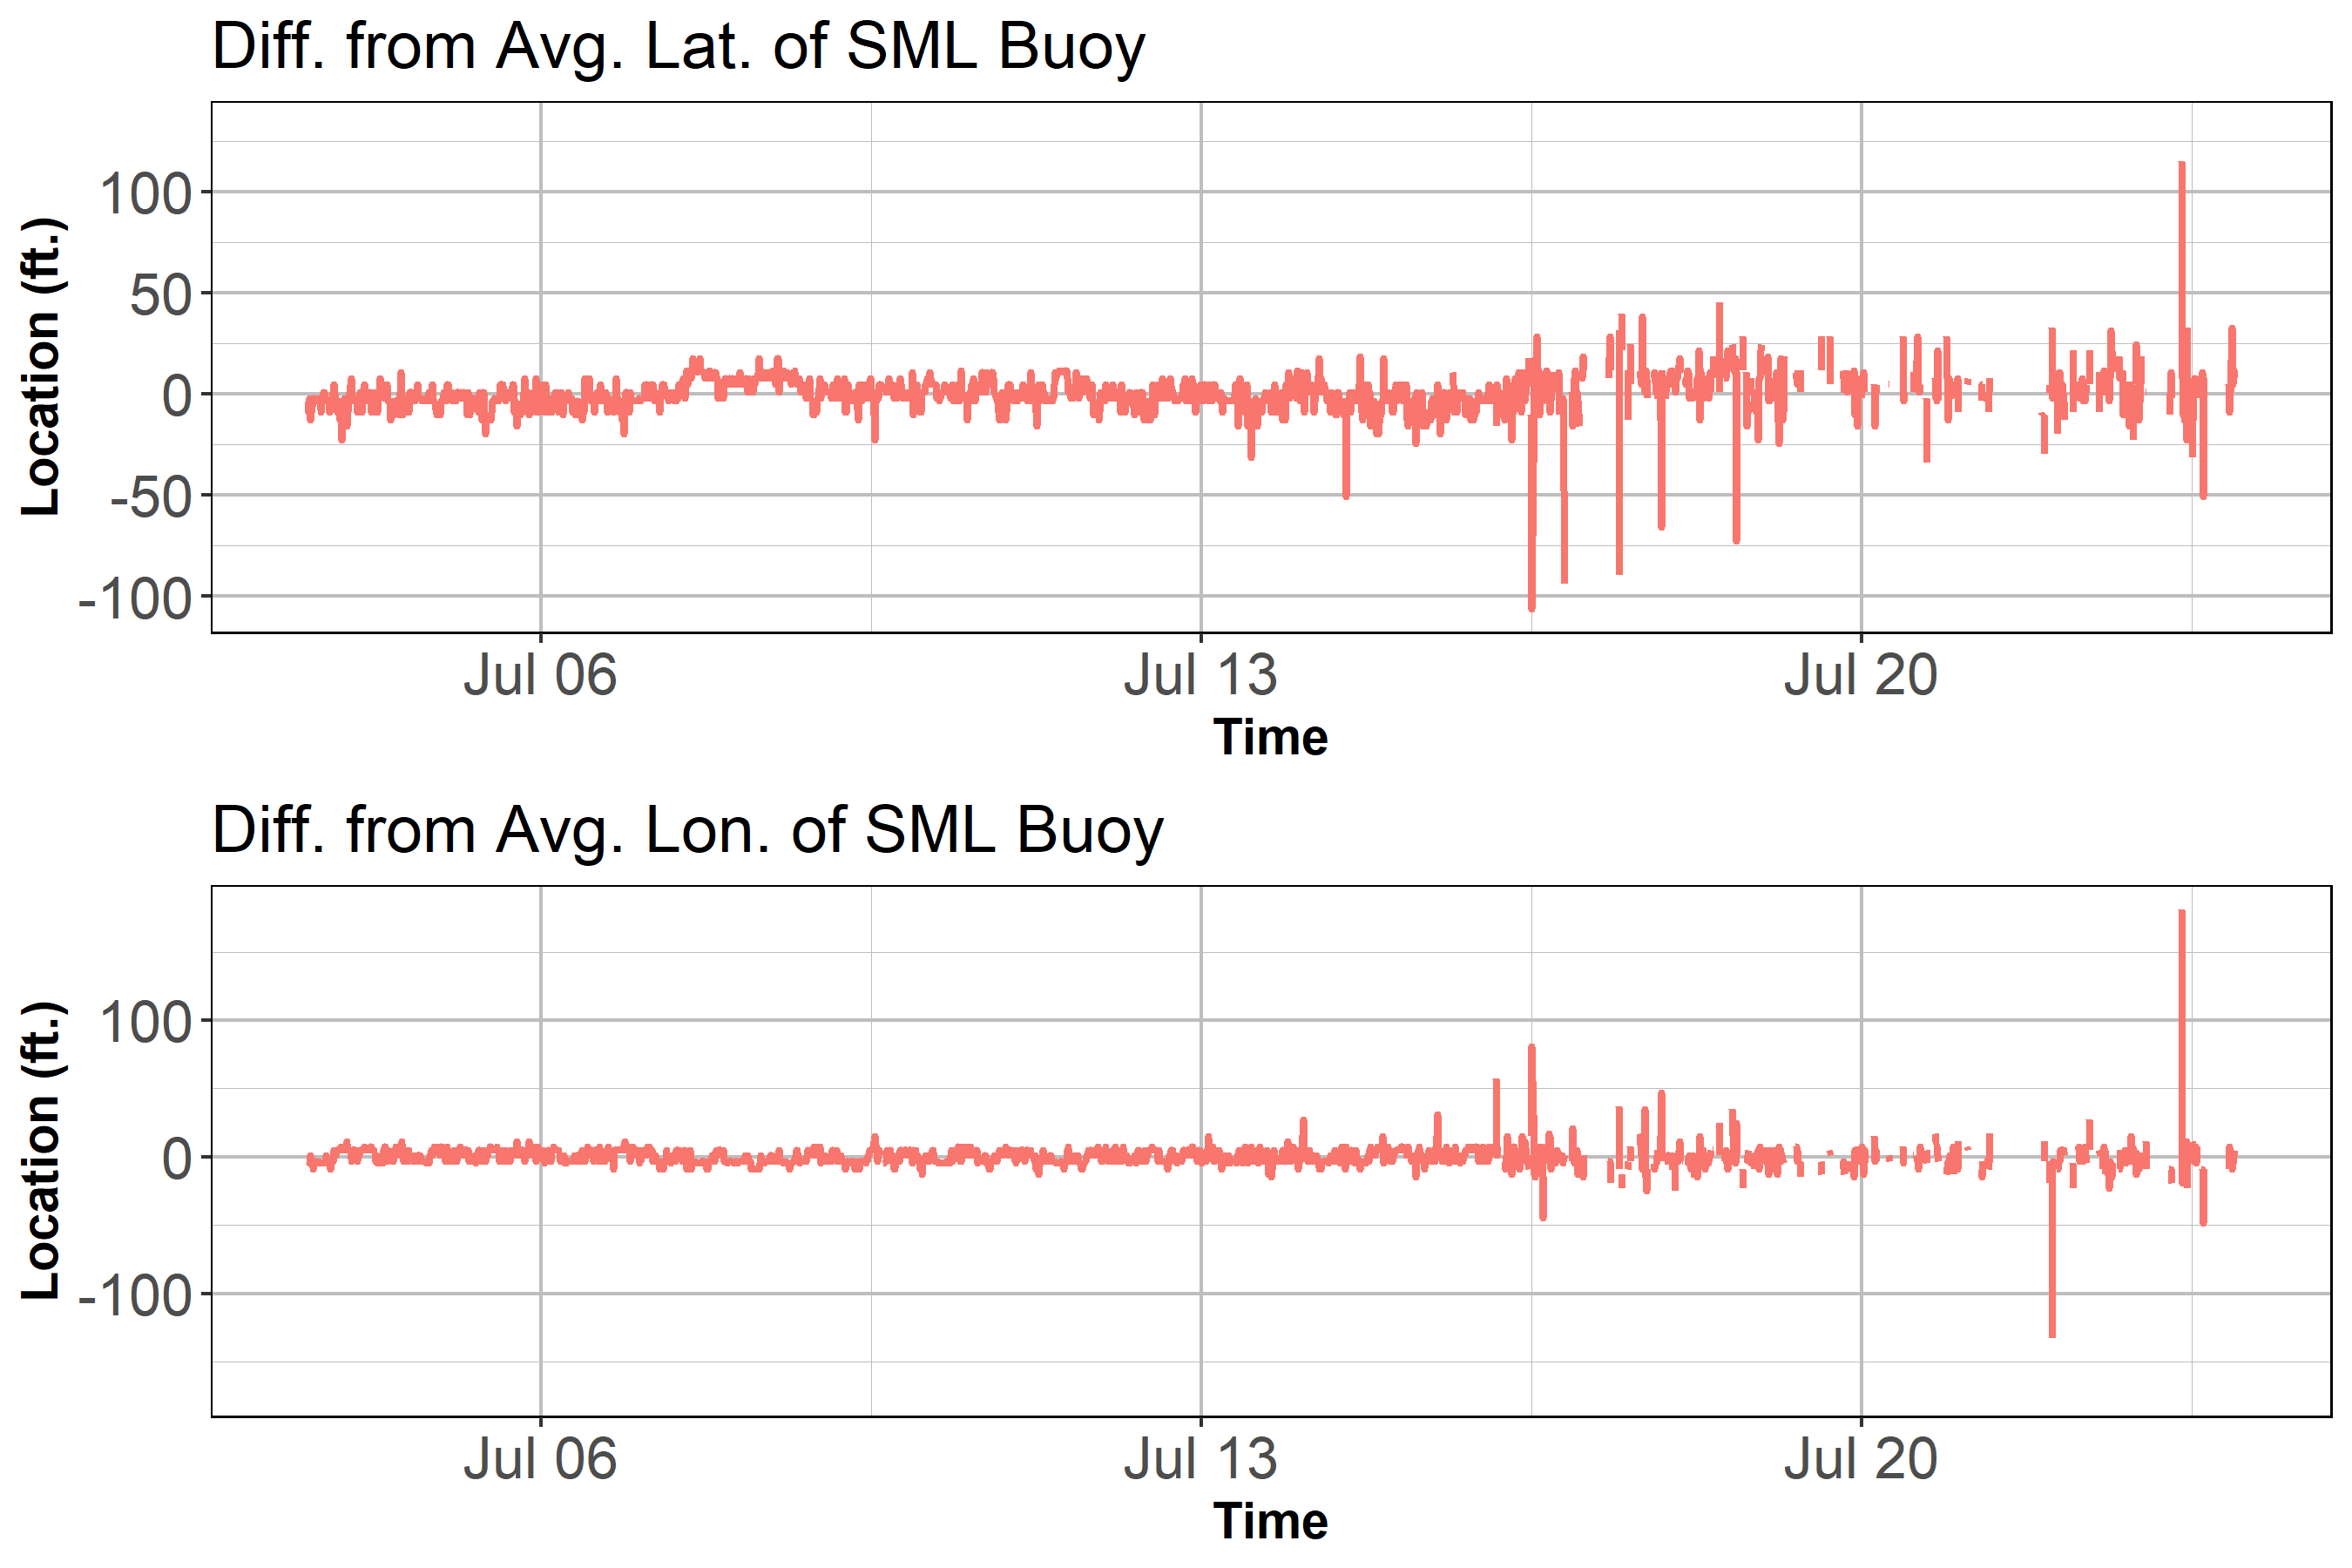 Diff. from Avg. Lat. of SML Buoy
Location (ft.)
100
50
0
-50
-100
Jul 06
Jul 13
Jul 20
Time
Diff. from Avg. Lon. of SML Buoy
Location (ft.)
100
0
-100
Jul 06
Jul 13
Jul 20
Time